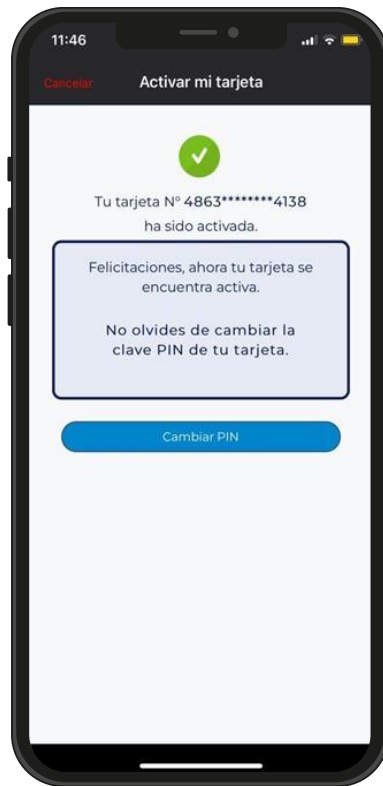 11:46
Cancelar Activar mi tarjeta
Tu tarjeta N° 4863********4138
ha sido activada.
Felicitaciones, ahora tu tarjeta se
encuentra activa.
No olvides de cambiar la
clave PIN de tu tarjeta.
Cambiar PIN